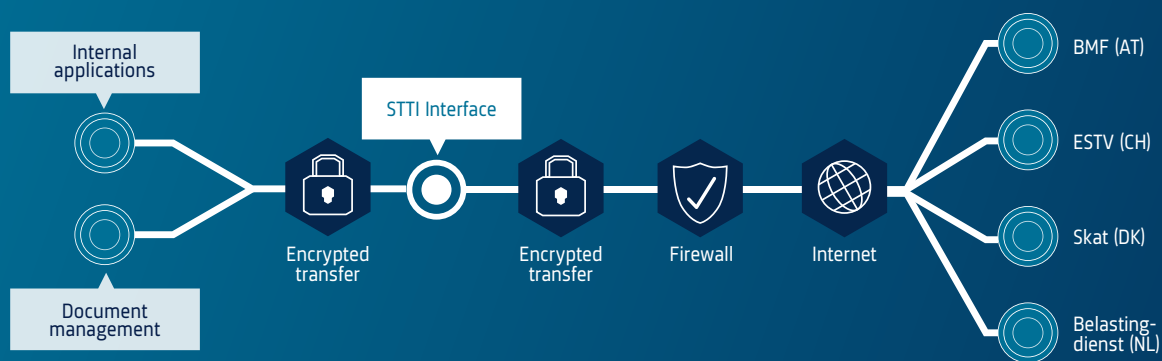 Internal
applications
STTI Interface
Document
management
Encrypted
transfer
Encrypted
transfer
Firewall
Internet
BMF (AT)
ESTV (CH)
Skat (DK)
Belasting-
dienst (NL)